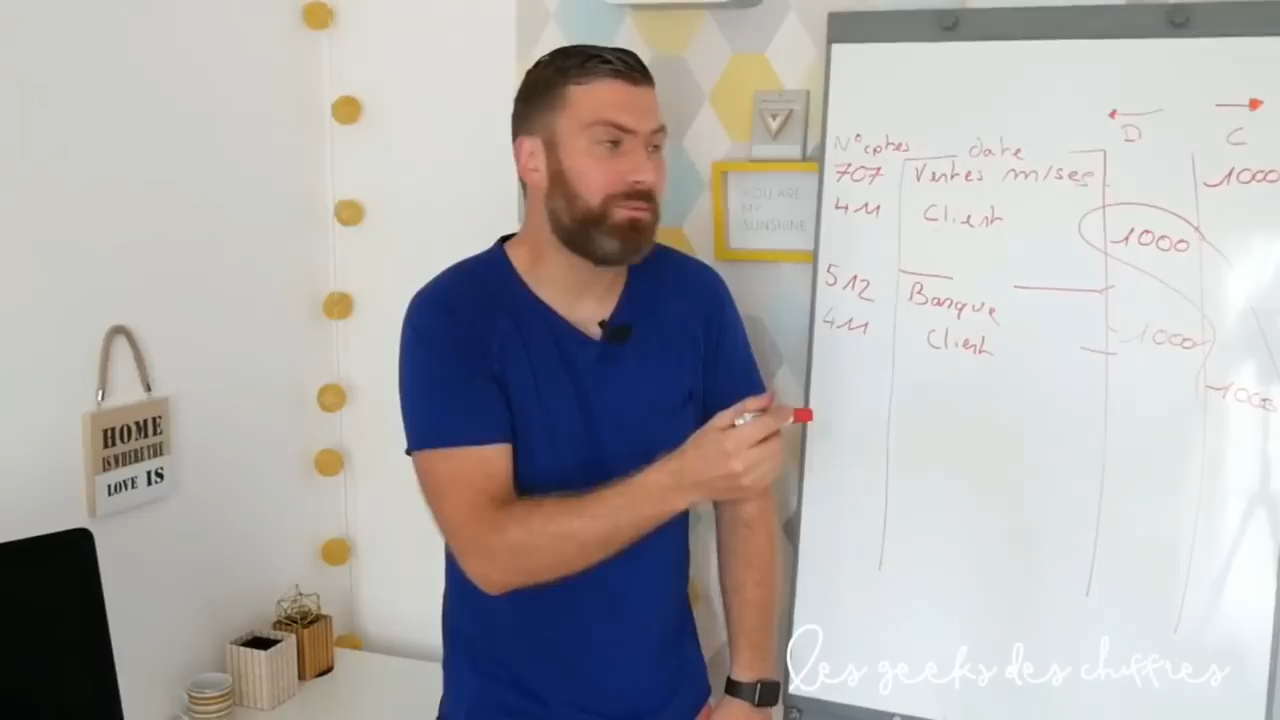 N° cptes date D C
707 Ventes m/ses 1000
411 Client 1000
512 Banque 1000
411 Client 1000
YOU ARE
MY
SUNSHINE
HOME
IS WHERE THE
LOVE IS
les geeks des chiffres